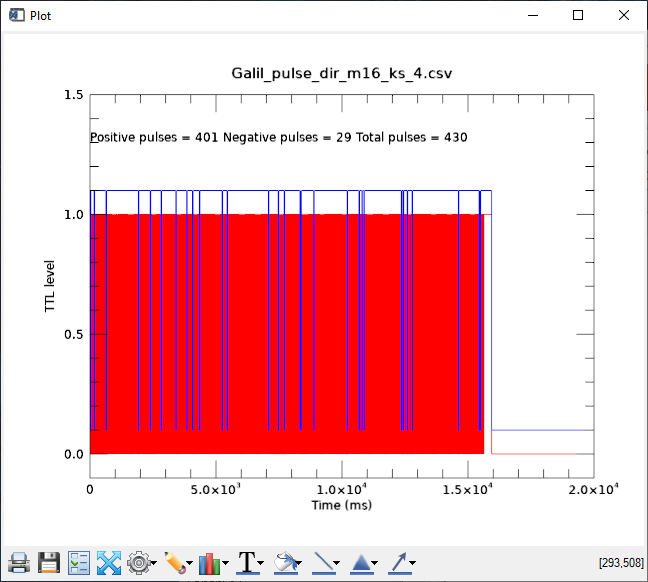 Plot
Galil_pulse_dir_m16_ks_4.csv
1.5
Positive pulses = 401 Negative pulses = 29 Total pulses = 430
1.0
TTL level
0.5
0.0
0 5.0×10³ 1.0×10⁴ 1.5×10⁴ 2.0×10⁴
Time (ms)
T
[293,508]